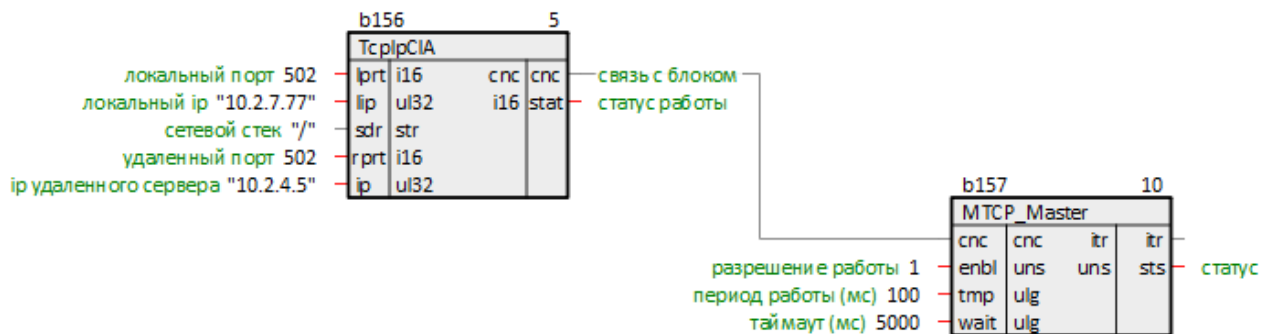 b156 5
TcpIpClA
локальный порт 502 lprt i16 cnc cnc связь с блоком
локальный ip "10.2.7.77" lip ul32 i16 stat статус работы
сетевой стек "/" sdr str
удаленный порт 502 rprt i16
ip удаленного сервера "10.2.4.5" ip ul32
b157 10
MTCP_Master
cnc cnc itr itr
разрешение работы 1 enbl uns uns sts статус
период работы (мс) 100 tmp ulg
таймаут (мс) 5000 wait ulg